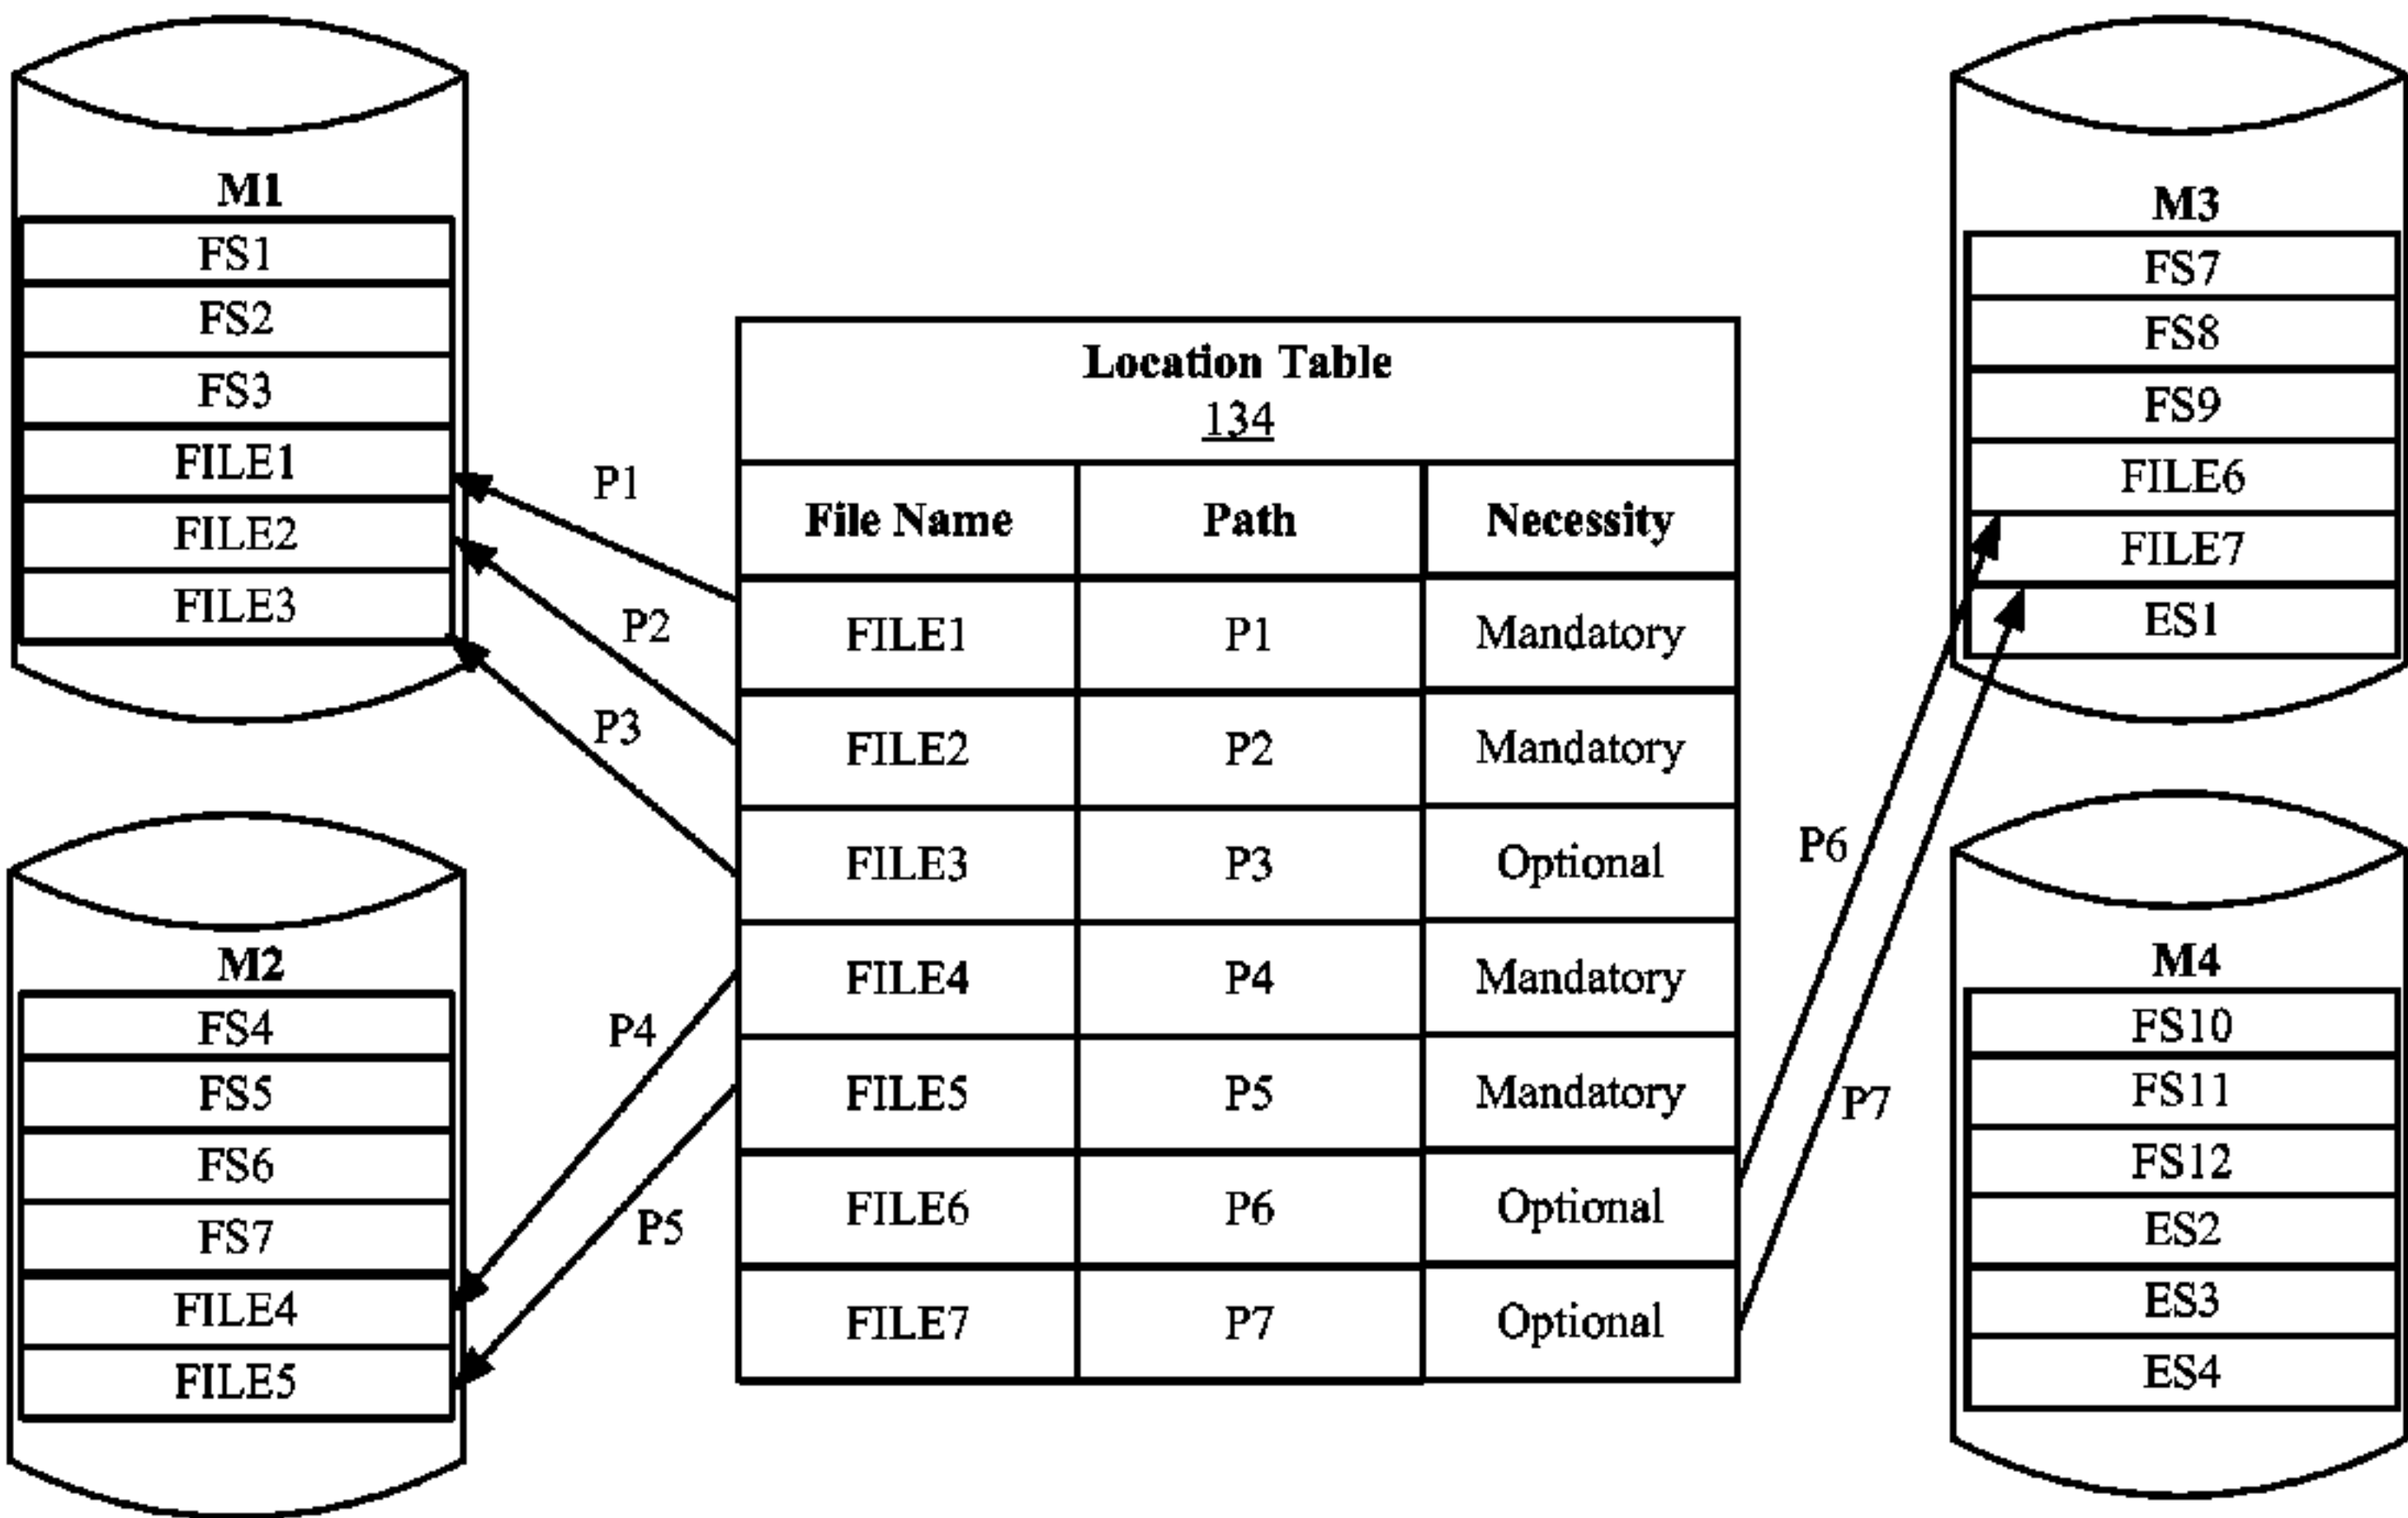 M1
FS1
FS2
FS3
FILE1
FILE2
FILE3
M2
FS4
FS5
FS6
FS7
FILE4
FILE5
P1
P2
P3
P4
P5
Location Table
134
File Name Path Necessity
FILE1 P1 Mandatory
FILE2 P2 Mandatory
FILE3 P3 Optional
FILE4 P4 Mandatory
FILE5 P5 Mandatory
FILE6 P6 Optional
FILE7 P7 Optional
P6
P7
M3
FS7
FS8
FS9
FILE6
FILE7
ES1
M4
FS10
FS11
FS12
ES2
ES3
ES4